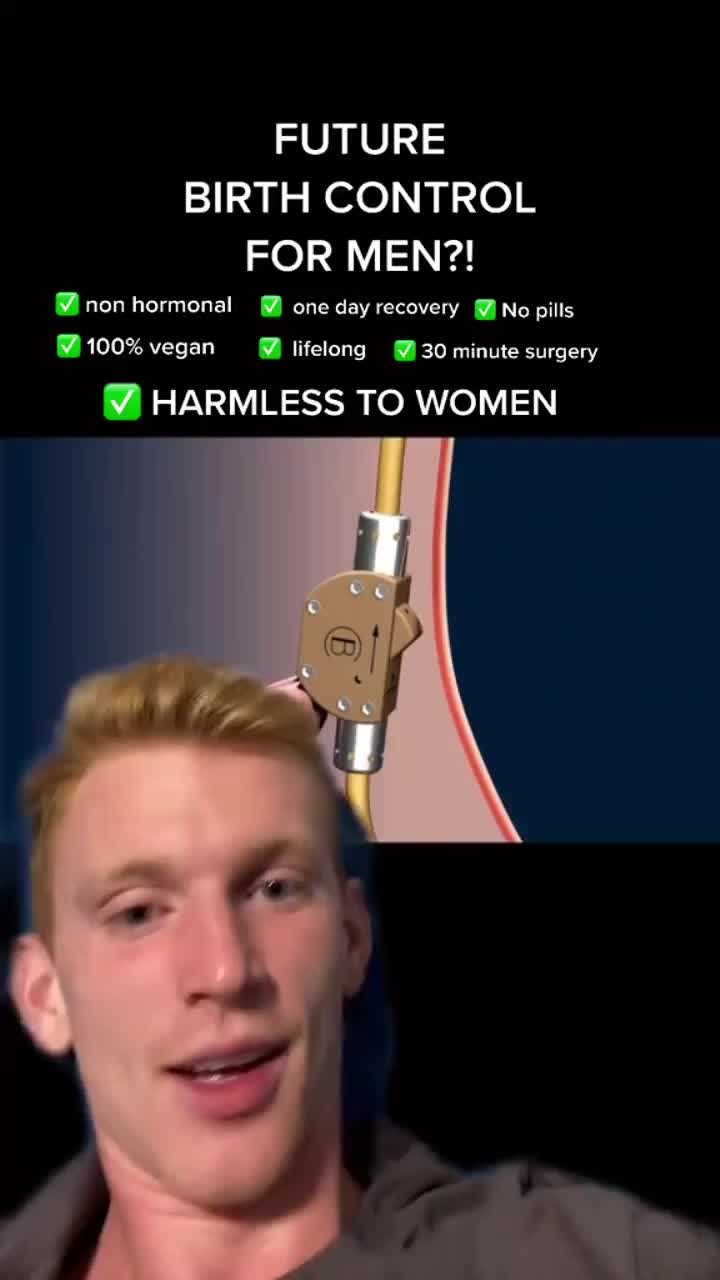 FUTURE
BIRTH CONTROL
FOR MEN?!
✅ non hormonal ✅ one day recovery ✅ No pills
✅ 100% vegan ✅ lifelong ✅ 30 minute surgery
✅ HARMLESS TO WOMEN
B